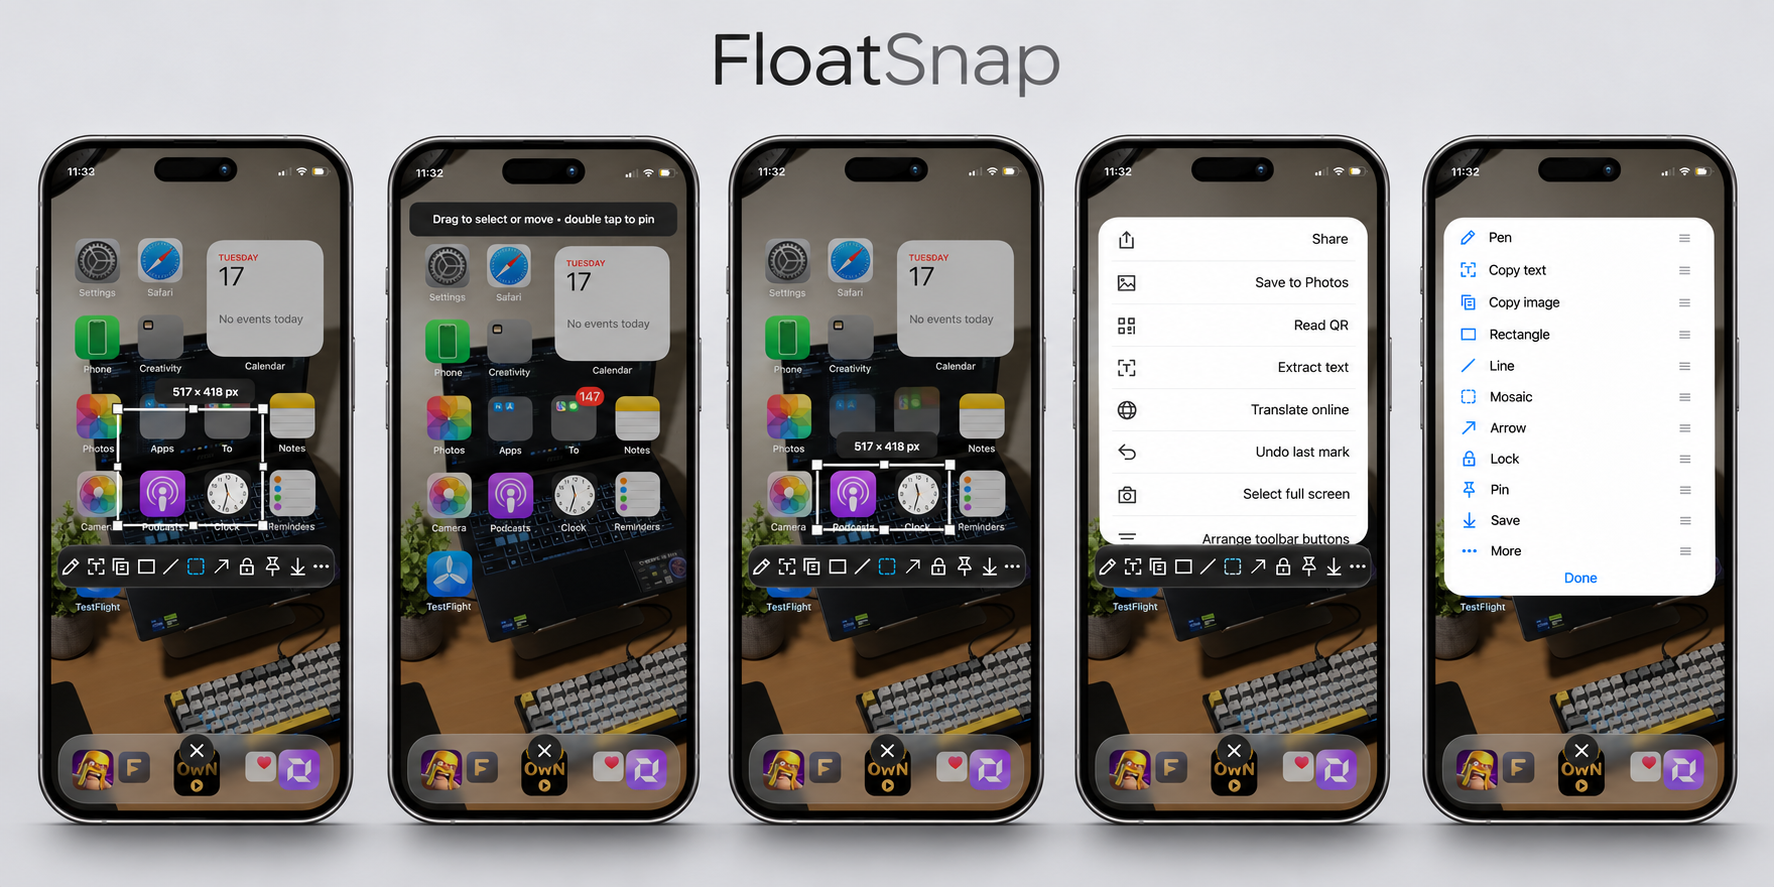 FloatSnap
11:32
TUESDAY
17
No events today
Settings
Safari
Phone
Creativity
Calendar
517 × 418 px
Photos
Apps
To
Notes
Camera
Podcasts
Clock
Reminders
TestFlight
F
OWN
11:32
Drag to select or move • double tap to pin
TUESDAY
17
No events today
Settings
Safari
Phone
Creativity
Calendar
147
Photos
Apps
To
Notes
Camera
Podcasts
Clock
Reminders
TestFlight
F
OWN
11:32
TUESDAY
17
No events today
Settings
Safari
Phone
Creativity
Calendar
Photos
517 × 418 px
Notes
Camera
Podcasts
Clock
Reminders
TestFlight
F
OWN
11:32
Share
Save to Photos
Read QR
Extract text
Translate online
Undo last mark
Select full screen
Arrange toolbar buttons
TestFlight
F
OWN
11:32
Pen
Copy text
Copy image
Rectangle
Line
Mosaic
Arrow
Lock
Pin
Save
More
Done
TestFlight
F
OWN